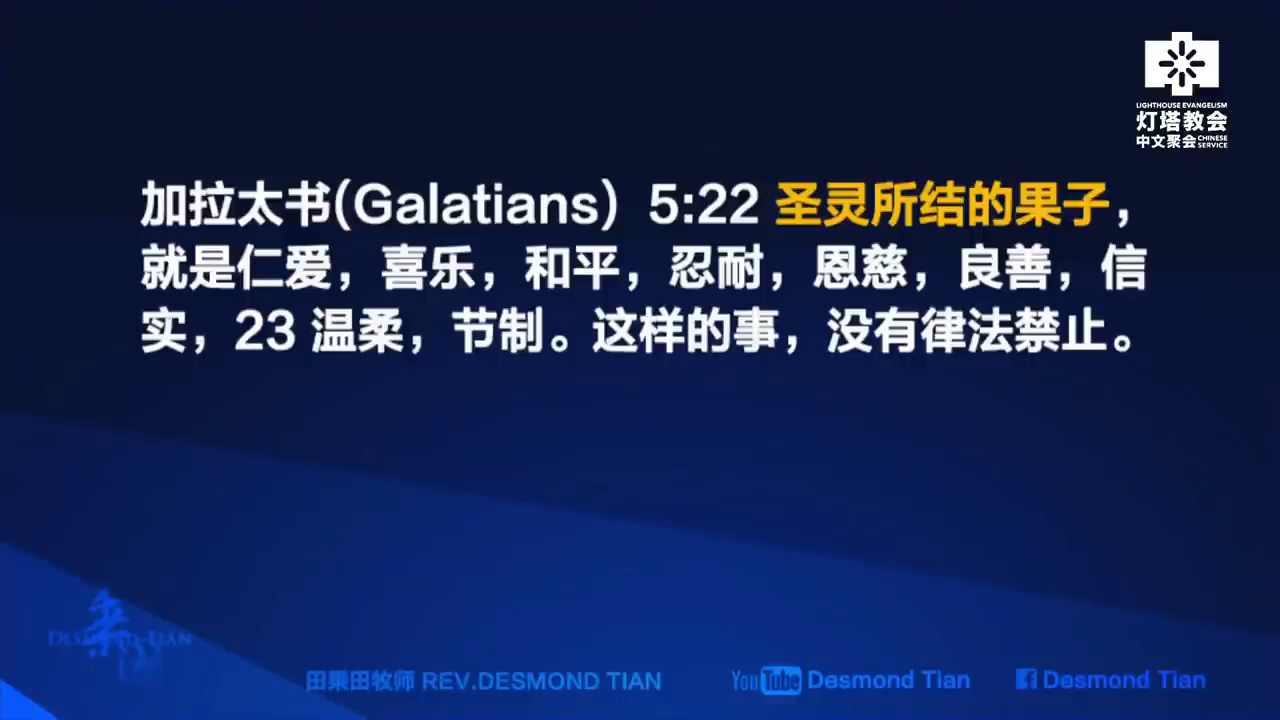 LIGHTHOUSE EVANGELISM
灯塔教会
中文聚会 CHINESE SERVICE
加拉太书(Galatians) 5:22 圣灵所结的果子，
就是仁爱，喜乐，和平，忍耐，恩慈，良善，信
实，23 温柔，节制。这样的事，没有律法禁止。
DESMOND TIAN
田果田牧师 REV.DESMOND TIAN
YouTube Desmond Tian
Desmond Tian